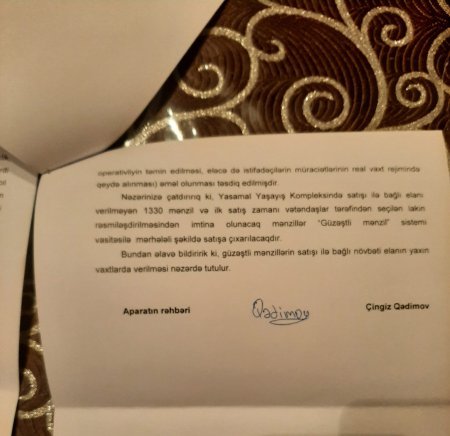 operativliyin təmin edilməsi, eləcə də istifadəçilərin müraciətlərinin real vaxt rejimində
qeydə alınması) əməl olunması təsdiq edilmişdir.
Nəzərinizə çatdırırıq ki, Yasamal Yaşayış Kompleksində satışı ilə bağlı elanı
verilməyən 1330 mənzil və ilk satış zamanı vətəndaşlar tərəfindən seçilən lakin
rəsmiləşdirilməsindən imtina olunacaq mənzillər "Güzəştli mənzil" sistemi
vasitəsilə mərhələli şəkildə satışa çıxarılacaqdır.
Bundan əlavə bildiririk ki, güzəştli mənzillərin satışı ilə bağlı növbəti elanın yaxın
vaxtlarda verilməsi nəzərdə tutulur.
Aparatın rəhbəri Qədimov Çingiz Qədimov